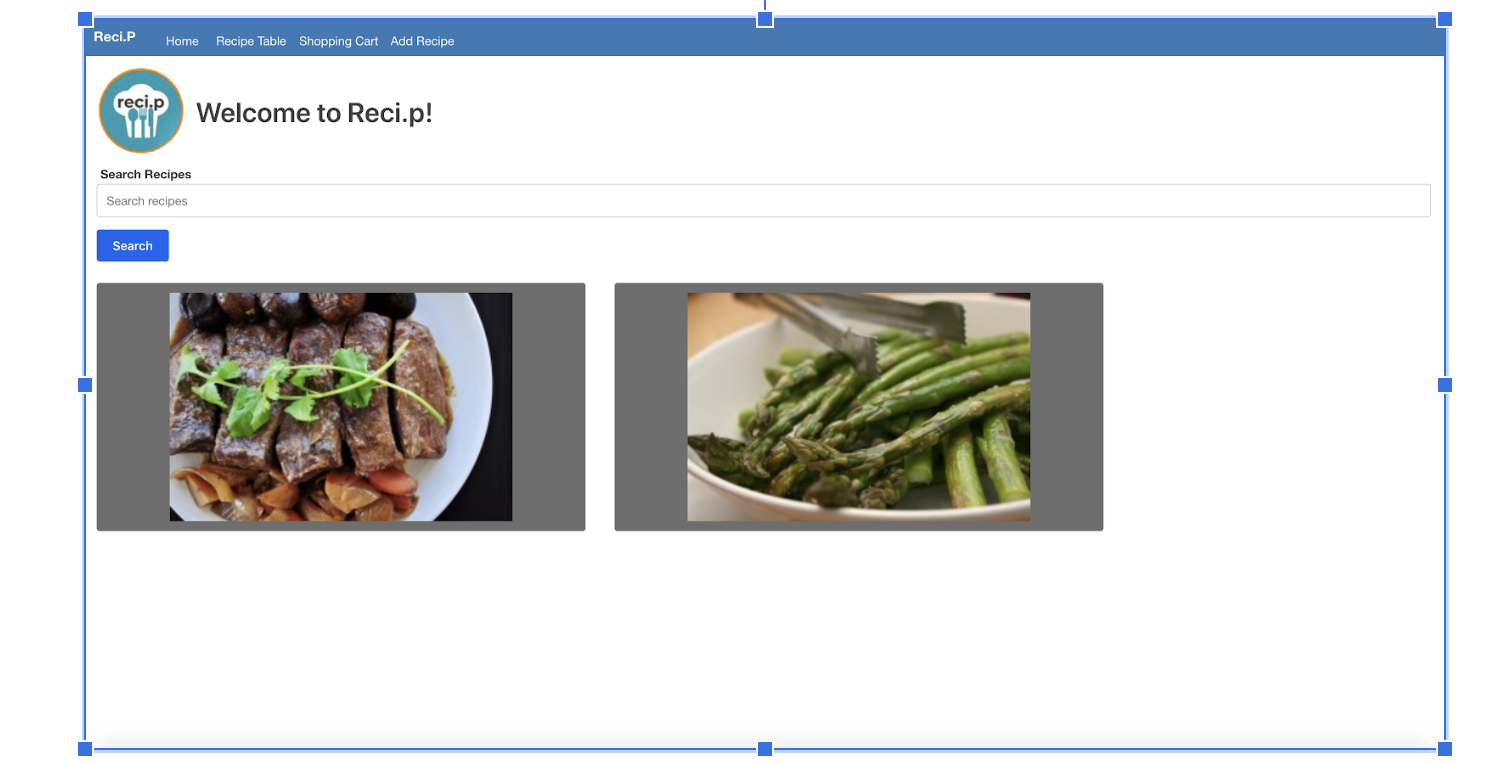 Reci.P Home Recipe Table Shopping Cart Add Recipe
reci.p
Welcome to Reci.p!
Search Recipes
Search recipes
Search